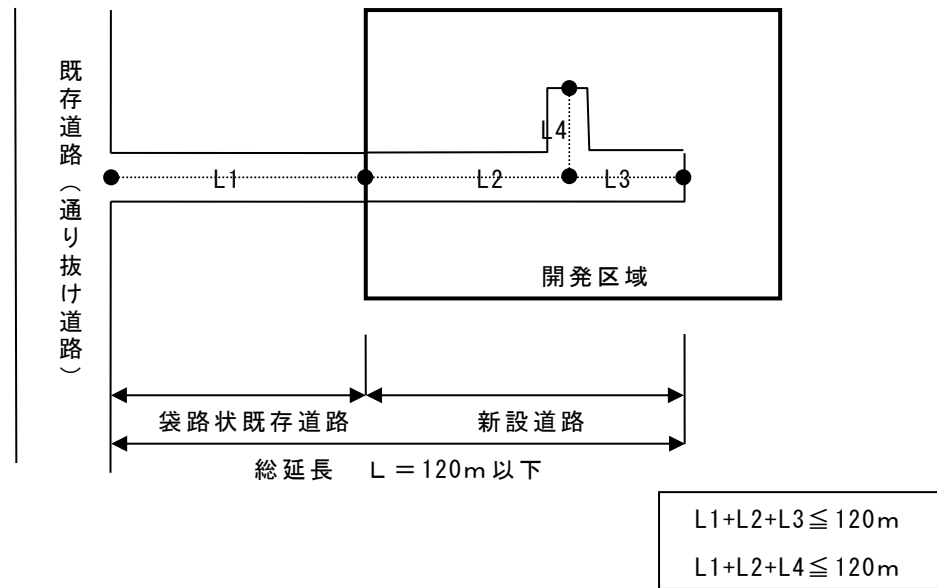 既存道路（通り抜け道路）
L4
L1
L2
L3
開発区域
袋路状既存道路
新設道路
総延長 L＝120m以下
L1+L2+L3≦120m
L1+L2+L4≦120m